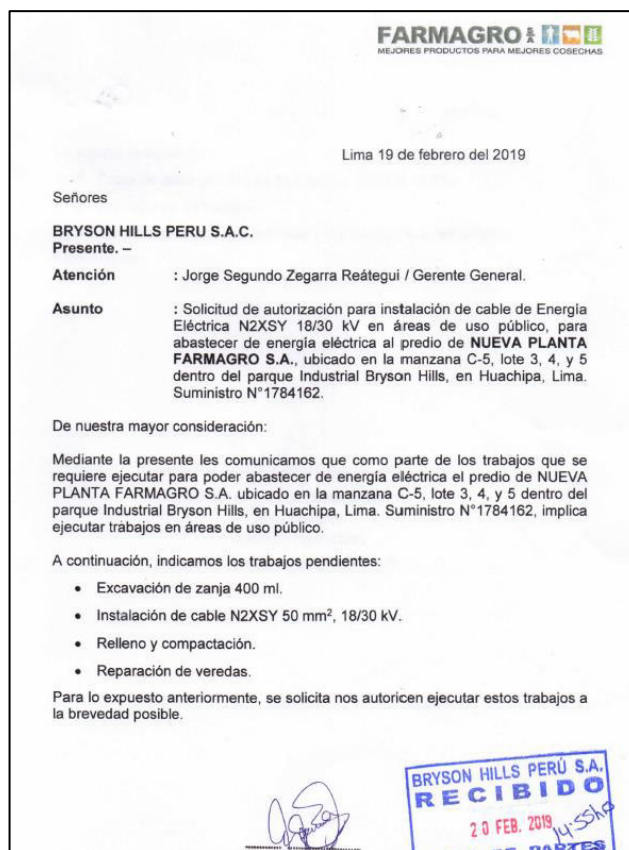 FARMAGRO S.A.
MEJORES PRODUCTOS PARA MEJORES COSECHAS
Lima 19 de febrero del 2019
Señores
BRYSON HILLS PERU S.A.C.
Presente. –
Atención : Jorge Segundo Zegarra Reátegui / Gerente General.
Asunto : Solicitud de autorización para instalación de cable de Energía
Eléctrica N2XSY 18/30 kV en áreas de uso público, para
abastecer de energía eléctrica al predio de NUEVA PLANTA
FARMAGRO S.A., ubicado en la manzana C-5, lote 3, 4, y 5
dentro del parque Industrial Bryson Hills, en Huachipa, Lima.
Suministro N°1784162.
De nuestra mayor consideración:
Mediante la presente les comunicamos que como parte de los trabajos que se
requiere ejecutar para poder abastecer de energía eléctrica el predio de NUEVA
PLANTA FARMAGRO S.A. ubicado en la manzana C-5, lote 3, 4, y 5 dentro del
parque Industrial Bryson Hills, en Huachipa, Lima. Suministro N°1784162, implica
ejecutar trabajos en áreas de uso público.
A continuación, indicamos los trabajos pendientes:
• Excavación de zanja 400 ml.
• Instalación de cable N2XSY 50 mm², 18/30 kV.
• Relleno y compactación.
• Reparación de veredas.
Para lo expuesto anteriormente, se solicita nos autoricen ejecutar estos trabajos a
la brevedad posible.
BRYSON HILLS PERÚ S.A.
RECIBIDO
20 FEB. 2019 14:55h
PARTES